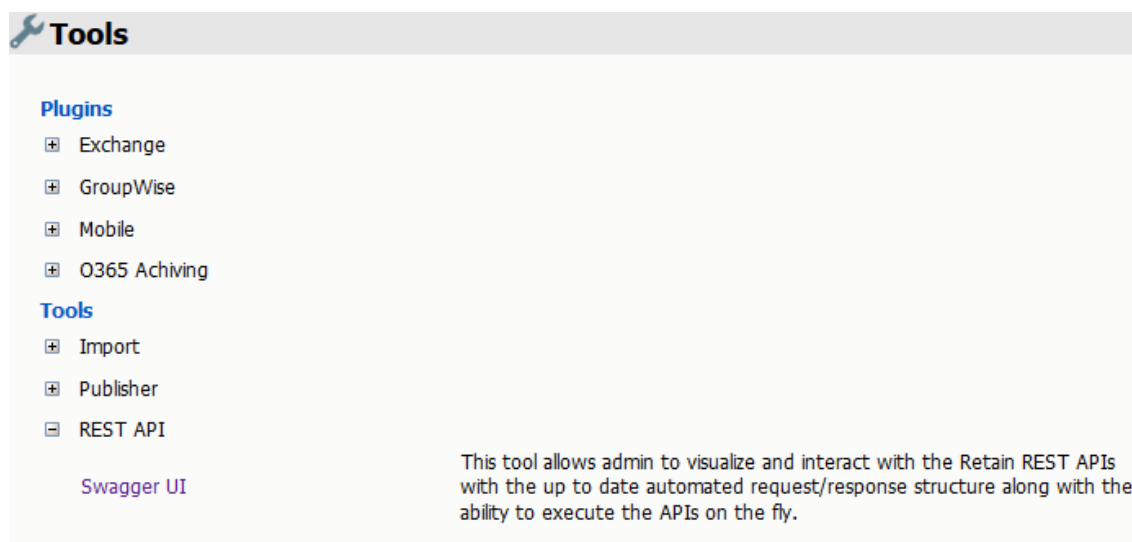 Tools
Plugins
Exchange
GroupWise
Mobile
O365 Achiving
Tools
Import
Publisher
REST API
This tool allows admin to visualize and interact with the Retain REST APIs
Swagger UI
with the up to date automated request/response structure along with the
ability to execute the APIs on the fly.